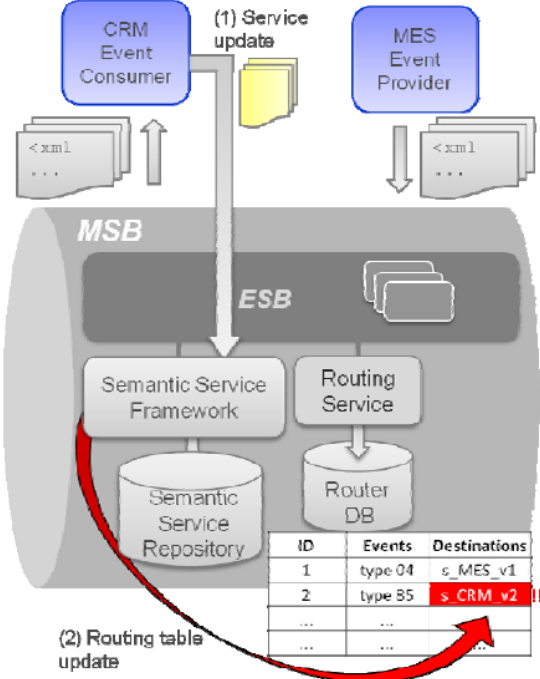 CRM
Event
Consumer
(1) Service
update
MES
Event
Provider
<xml
...
<xml
...
MSB
ESB
Semantic Service
Framework
Routing
Service
Semantic
Service
Repository
Router
DB
ID Events Destinations
1 type 04 s_MES_v1
2 type B5 s_CRM_v2 !!
... ... ...
... ... ...
(2) Routing table
update